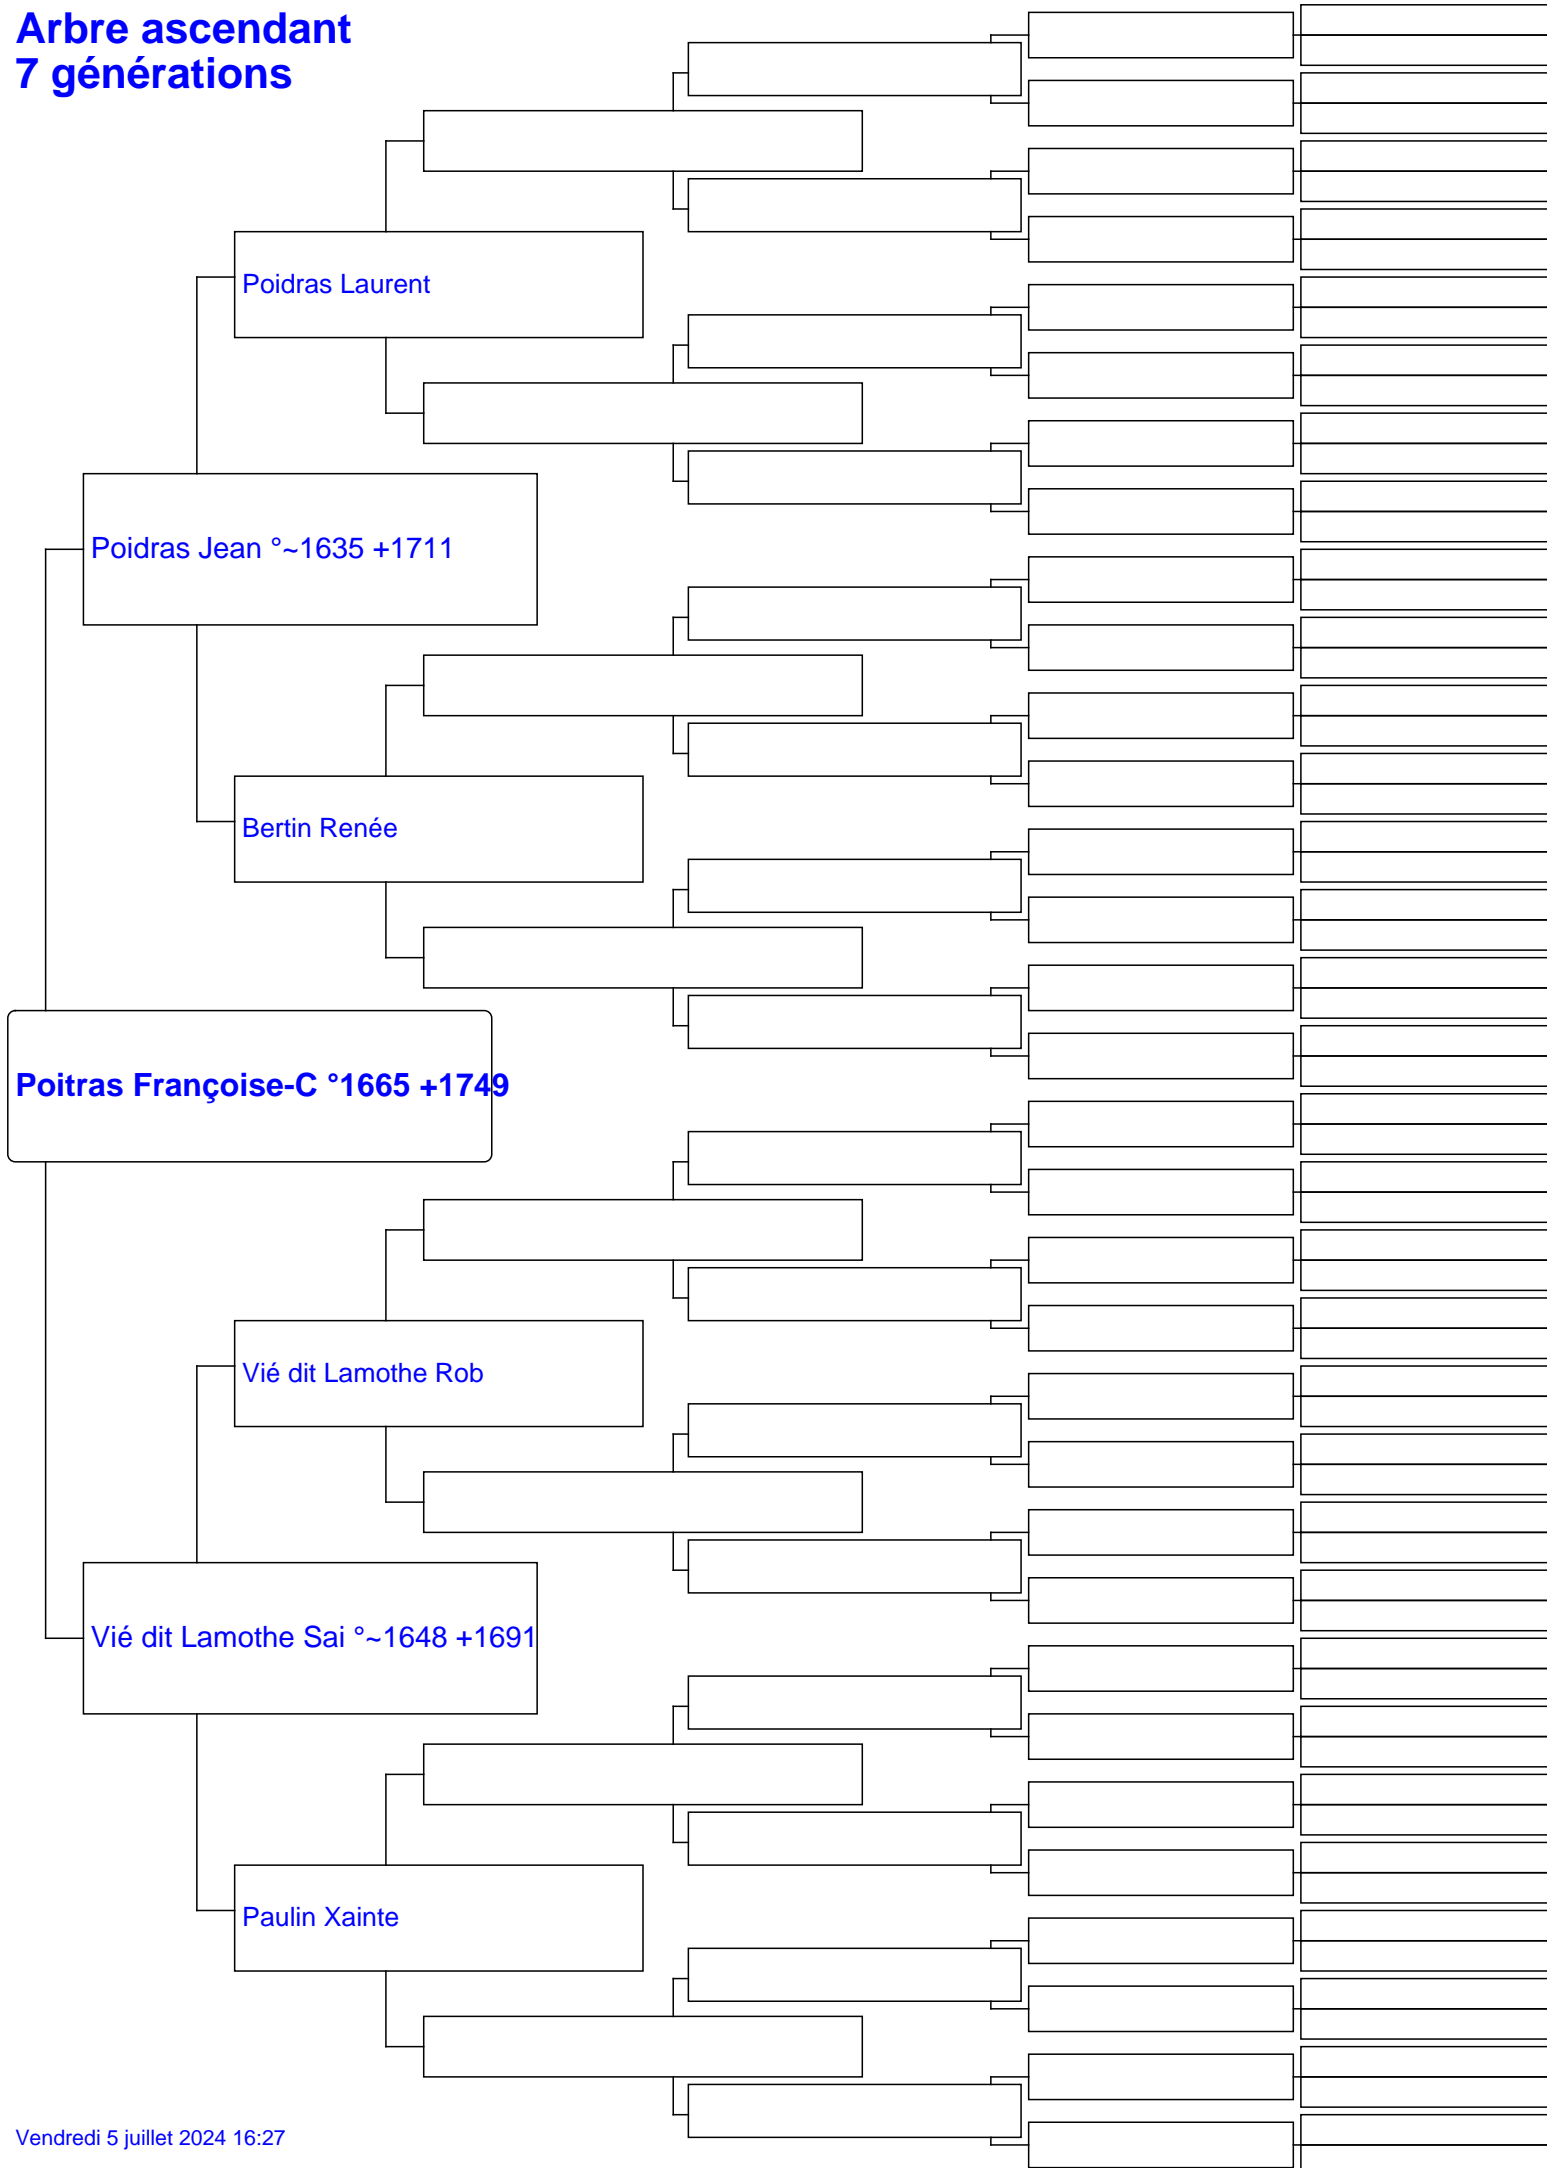 Arbre ascendant
7 générations
Poidras Laurent
Poidras Jean °~1635 +1711
Bertin Renée
Poitras Françoise-C °1665 +1749
Vié dit Lamothe Rob
Vié dit Lamothe Sai °~1648 +1691
Paulin Xainte
Vendredi 5 juillet 2024 16:27